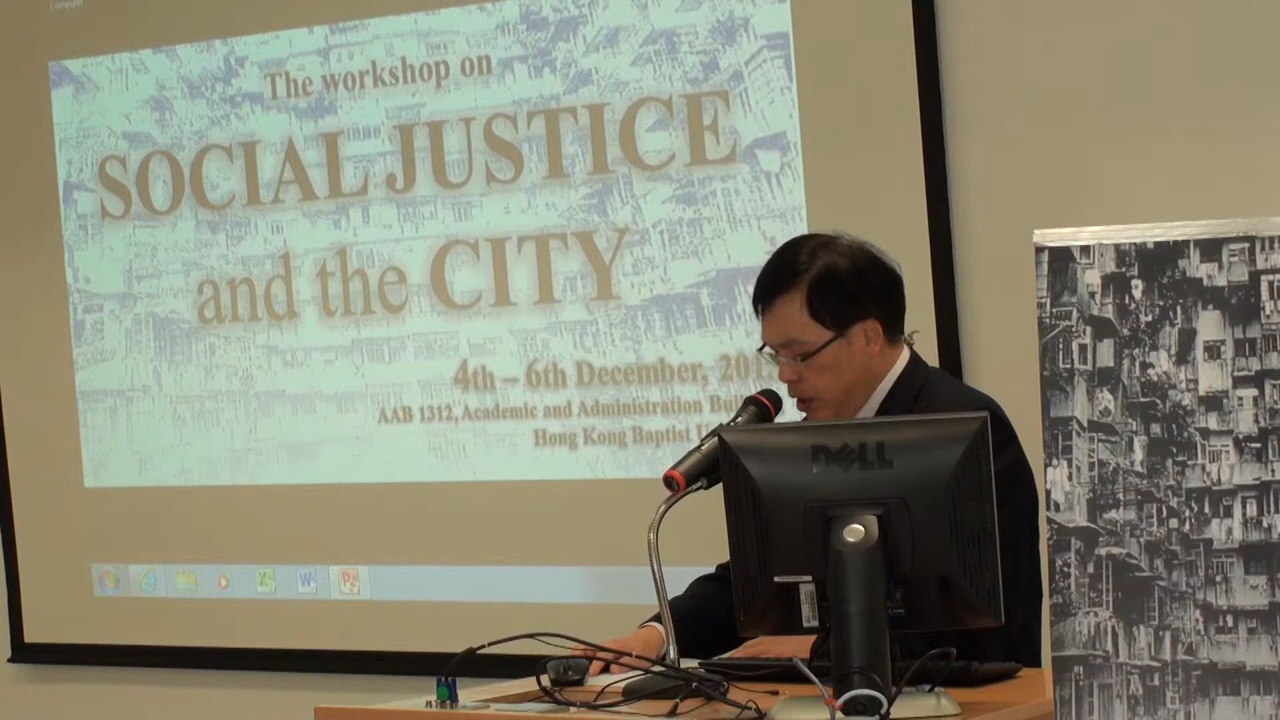 Computer
The workshop on
SOCIAL JUSTICE
and the CITY
4th – 6th December,
AAB 1312, Academic and Administration
Hong Kong Baptist
DELL